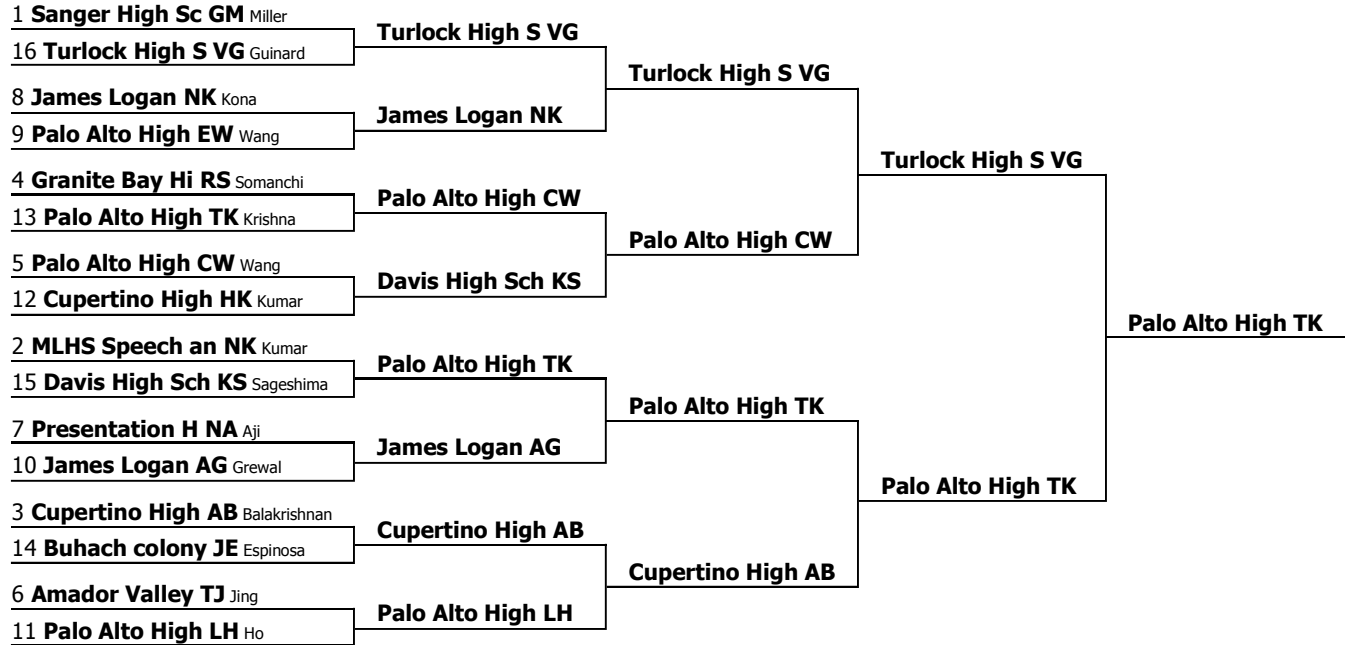 1 Sanger High Sc GM Miller
16 Turlock High S VG Guinard
8 James Logan NK Kona
9 Palo Alto High EW Wang
4 Granite Bay Hi RS Somanchi
13 Palo Alto High TK Krishna
5 Palo Alto High CW Wang
12 Cupertino High HK Kumar
2 MLHS Speech an NK Kumar
15 Davis High Sch KS Sageshima
7 Presentation H NA Aji
10 James Logan AG Grewal
3 Cupertino High AB Balakrishnan
14 Buhach colony JE Espinosa
6 Amador Valley TJ Jing
11 Palo Alto High LH Ho
Turlock High S VG
James Logan NK
Palo Alto High CW
Davis High Sch KS
Palo Alto High TK
James Logan AG
Cupertino High AB
Palo Alto High LH
Turlock High S VG
Palo Alto High CW
Palo Alto High TK
Cupertino High AB
Turlock High S VG
Palo Alto High TK
Palo Alto High TK